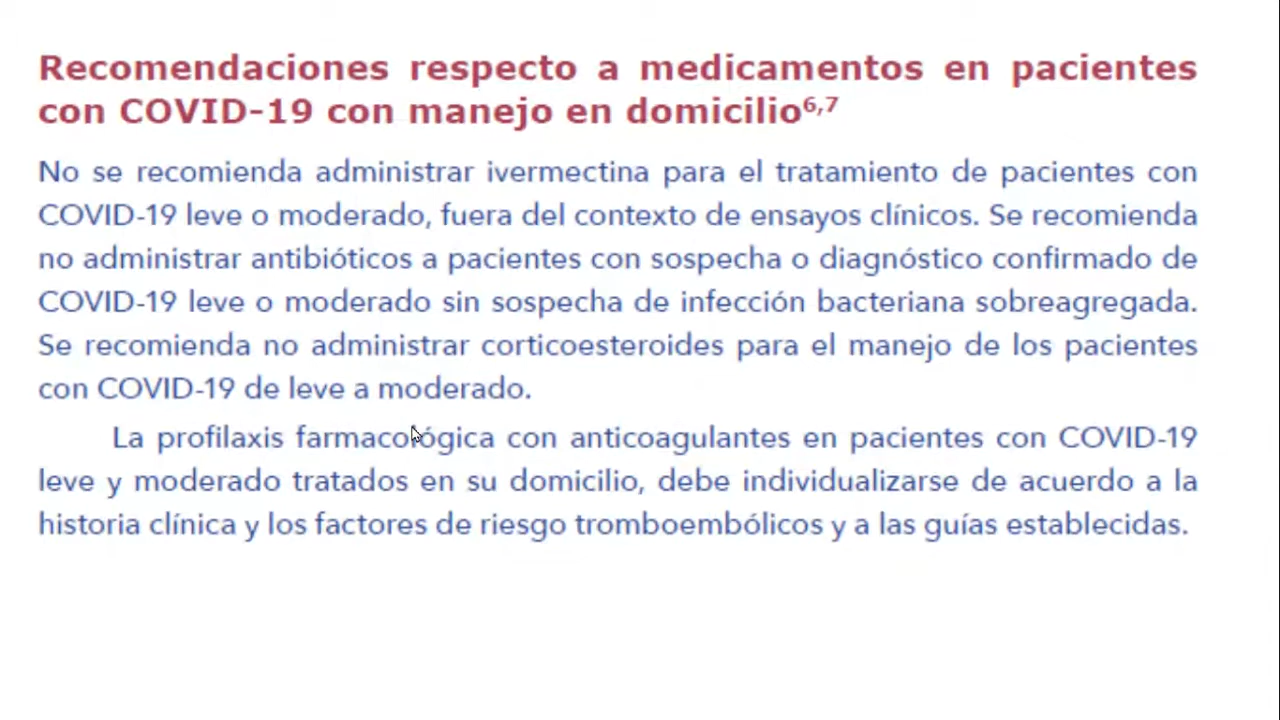 Recomendaciones respecto a medicamentos en pacientes
con COVID-19 con manejo en domicilio⁶,⁷
No se recomienda administrar ivermectina para el tratamiento de pacientes con
COVID-19 leve o moderado, fuera del contexto de ensayos clínicos. Se recomienda
no administrar antibióticos a pacientes con sospecha o diagnóstico confirmado de
COVID-19 leve o moderado sin sospecha de infección bacteriana sobreagregada.
Se recomienda no administrar corticoesteroides para el manejo de los pacientes
con COVID-19 de leve a moderado.
La profilaxis farmacológica con anticoagulantes en pacientes con COVID-19
leve y moderado tratados en su domicilio, debe individualizarse de acuerdo a la
historia clínica y los factores de riesgo tromboembólicos y a las guías establecidas.